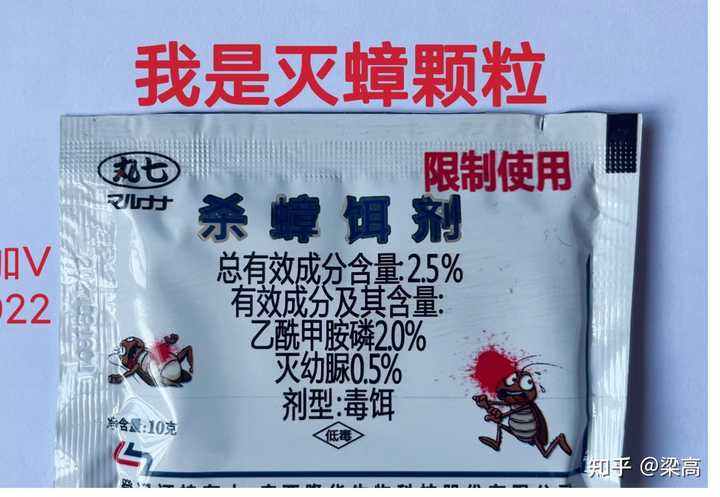 我是灭蟑颗粒
丸七
マルナナ
限制使用
杀蟑饵剂
加V
022
总有效成分含量:2.5%
有效成分及其含量:
乙酰甲胺磷2.0%
灭幼脲0.5%
剂型:毒饵
净含量:10克
低毒
知乎 @梁高